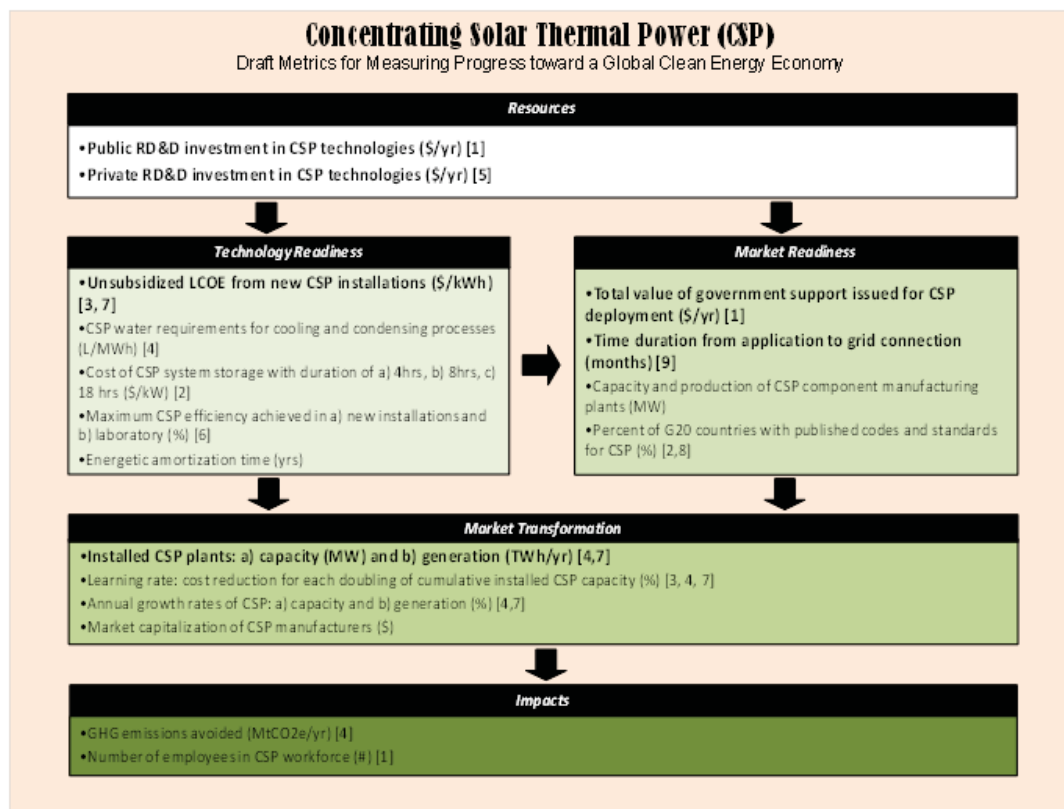 Concentrating Solar Thermal Power (CSP)
Draft Metrics for Measuring Progress toward a Global Clean Energy Economy
Resources
•Public RD&D investment in CSP technologies ($/yr) [1]
•Private RD&D investment in CSP technologies ($/yr) [5]
Technology Readiness
•Unsubsidized LCOE from new CSP installations ($/kWh)
[3, 7]
•CSP water requirements for cooling and condensing processes
(L/MWh) [4]
•Cost of CSP system storage with duration of a) 4hrs, b) 8hrs, c)
18 hrs ($/kW) [2]
•Maximum CSP efficiency achieved in a) new installations and
b) laboratory (%) [6]
•Energetic amortization time (yrs)
Market Readiness
•Total value of government support issued for CSP
deployment ($/yr) [1]
•Time duration from application to grid connection
(months) [9]
•Capacity and production of CSP component manufacturing
plants (MW)
•Percent of G20 countries with published codes and standards
for CSP (%) [2,8]
Market Transformation
•Installed CSP plants: a) capacity (MW) and b) generation (TWh/yr) [4,7]
•Learning rate: cost reduction for each doubling of cumulative installed CSP capacity (%) [3, 4, 7]
•Annual growth rates of CSP: a) capacity and b) generation (%) [4,7]
•Market capitalization of CSP manufacturers ($)
Impacts
•GHG emissions avoided (MtCO2e/yr) [4]
•Number of employees in CSP workforce (#) [1]